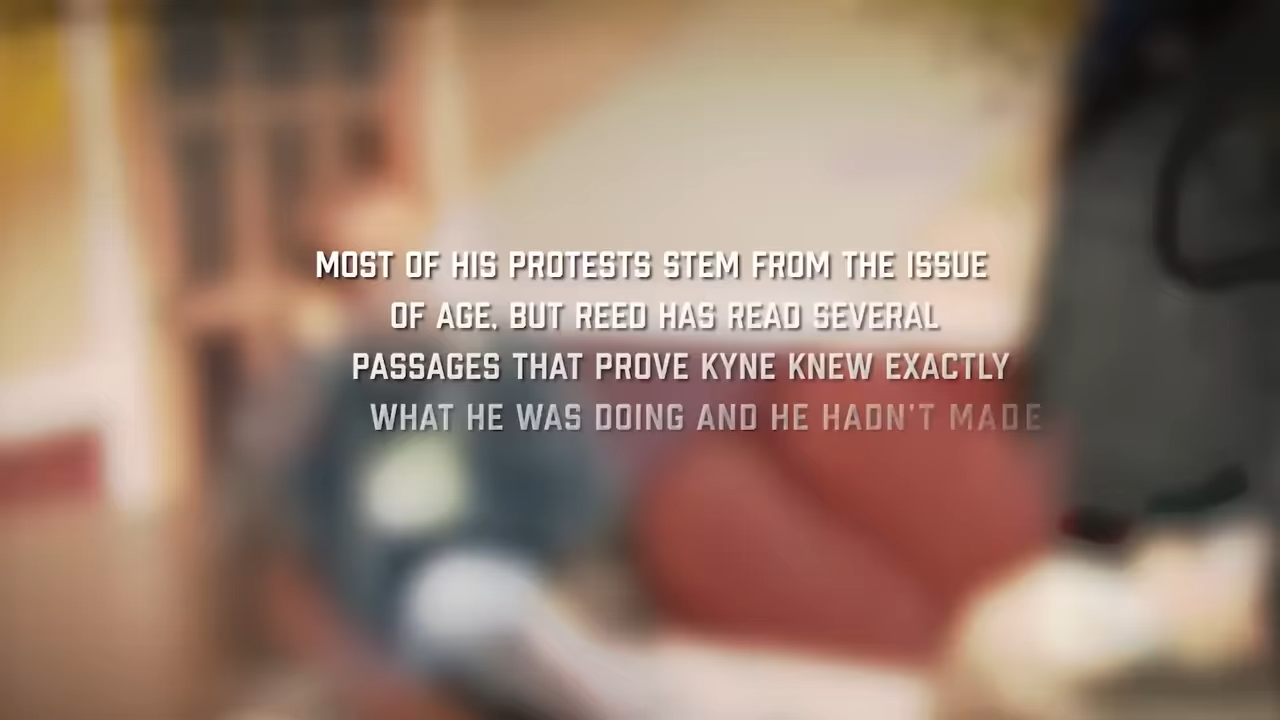 MOST OF HIS PROTESTS STEM FROM THE ISSUE
OF AGE, BUT REED HAS READ SEVERAL
PASSAGES THAT PROVE KYNE KNEW EXACTLY
WHAT HE WAS DOING AND HE HADN'T MADE